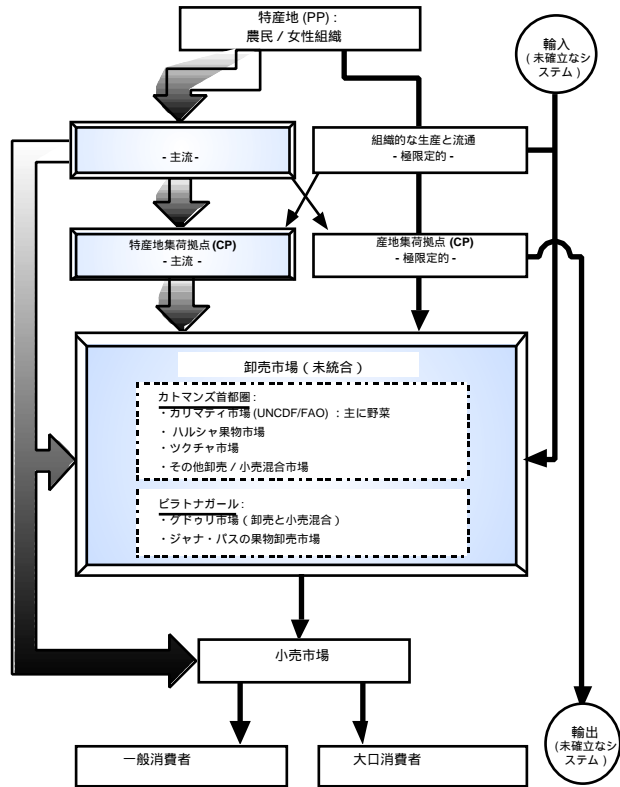 特産地 (PP) :
農民 / 女性組織
輸入
( 未確立なシ
ステム )
- 主流 -
組織的な生産と流通
- 極限定的 -
特産地集荷拠点 (CP)
- 主流 -
産地集荷拠点 (CP)
- 極限定的 -
卸売市場 ( 未統合 )
カトマンズ首都圏 :
・カリマティ市場 (UNCDF/FAO) : 主に野菜
・ ハルシャ果物市場
・ツクチャ市場
・その他卸売 / 小売混合市場
ビラトナガール :
・グドゥリ市場 ( 卸売と小売混合 )
・ジャナ・パスの果物卸売市場
小売市場
一般消費者
大口消費者
輸出
(未確立なシ
ステム )